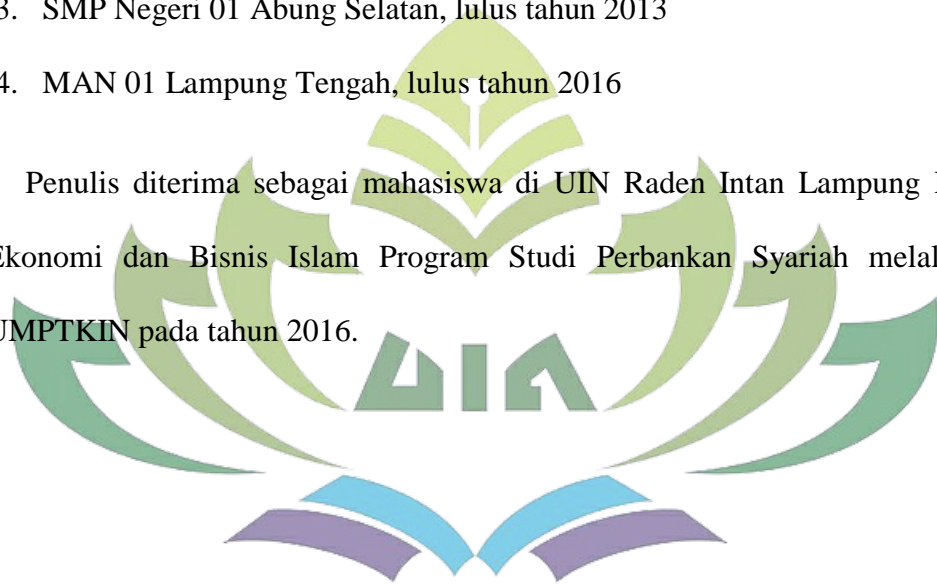 3. SMP Negeri 01 Abung Selatan, lulus tahun 2013
4. MAN 01 Lampung Tengah, lulus tahun 2016
Penulis diterima sebagai mahasiswa di UIN Raden Intan Lampung
Ekonomi dan Bisnis Islam Program Studi Perbankan Syariah
UMPTKIN pada tahun 2016.
UIN